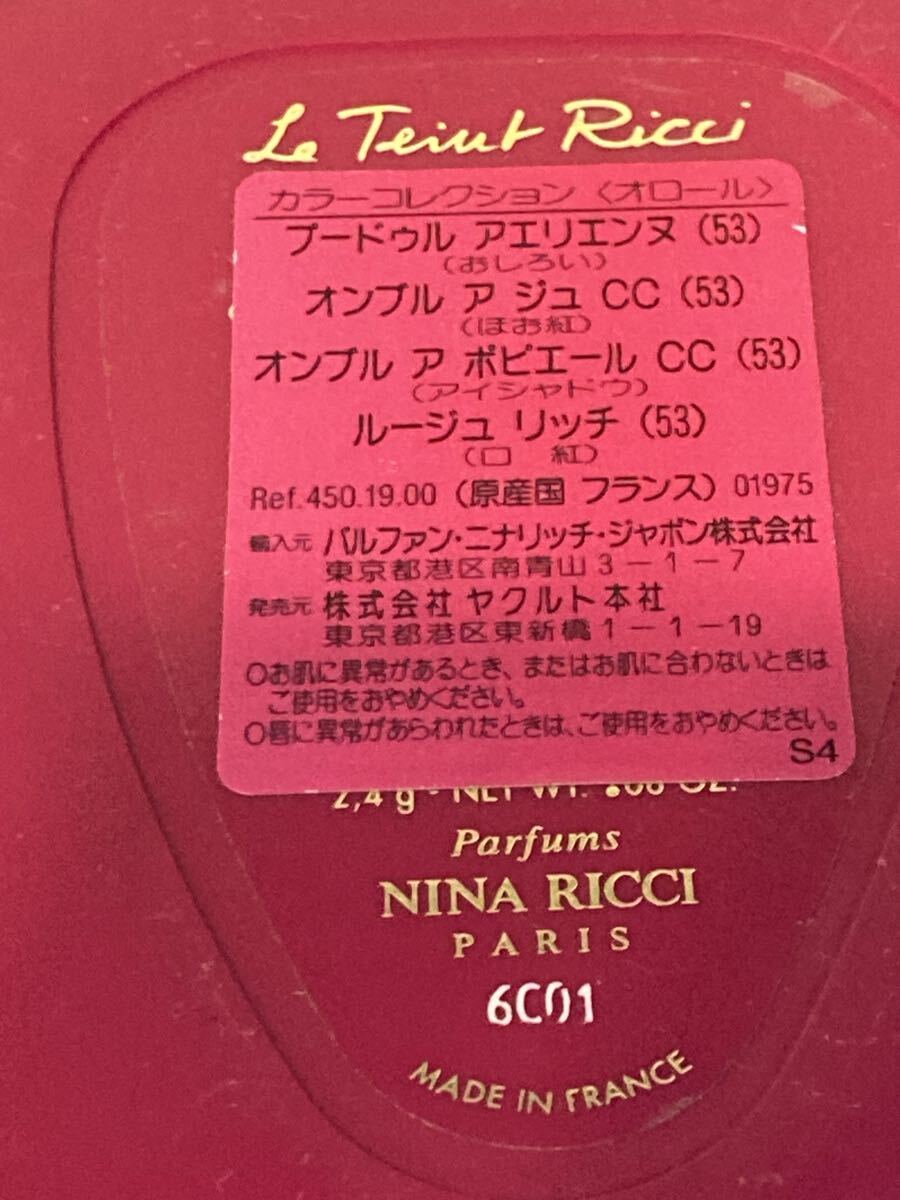 Le Teint Ricci
カラーコレクション〈オロール〉
プードゥル アエリエンヌ (53)
(おしろい)
オンブル ア ジュ CC (53)
(ほお紅)
オンブル ア ポピエール CC (53)
(アイシャドウ)
ルージュ リッチ (53)
(口 紅)
Ref.450.19.00 (原産国 フランス) 01975
輸入元 パルファン・ニナリッチ・ジャポン株式会社
東京都港区南青山3-1-7
発売元 株式会社 ヤクルト本社
東京都港区東新橋1-1-19
○お肌に異常があるとき、またはお肌に合わないときは
ご使用をおやめください。
○唇に異常があらわれたときは、ご使用をおやめください。
S4
2,4 g - NET WT. .08 OZ.
Parfums
NINA RICCI
PARIS
6C01
MADE IN FRANCE